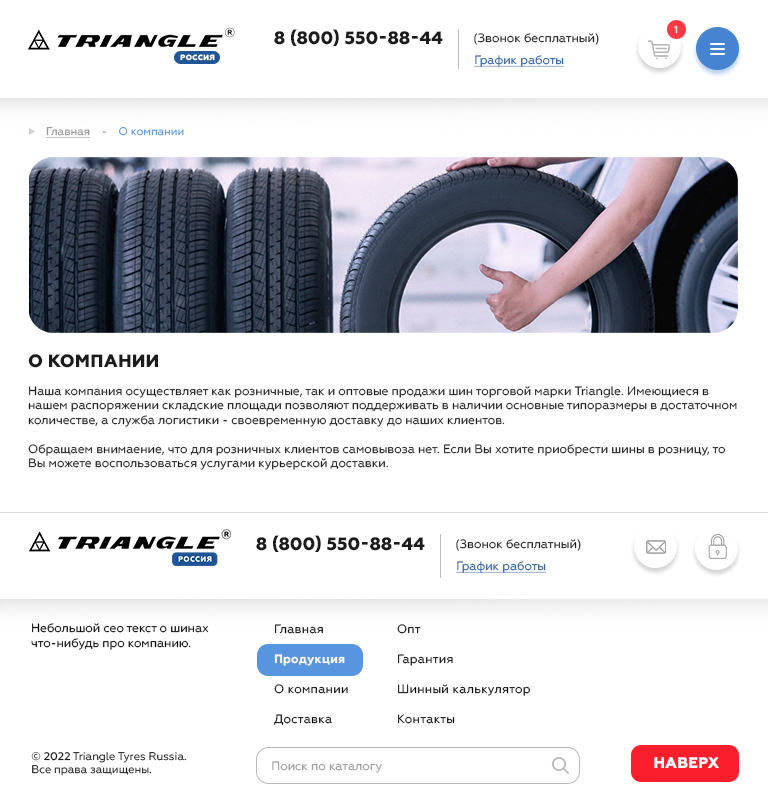 TRIANGLE®
РОССИЯ
8 (800) 550-88-44
(Звонок бесплатный)
График работы
1
Главная - О компании
О КОМПАНИИ
Наша компания осуществляет как розничные, так и оптовые продажи шин торговой марки Triangle. Имеющиеся в
нашем распоряжении складские площади позволяют поддерживать в наличии основные типоразмеры в достаточном
количестве, а служба логистики - своевременную доставку до наших клиентов.
Обращаем внимаение, что для розничных клиентов самовывоза нет. Если Вы хотите приобрести шины в розницу, то
Вы можете воспользоваться услугами курьерской доставки.
TRIANGLE®
РОССИЯ
8 (800) 550-88-44
(Звонок бесплатный)
График работы
Небольшой сео текст о шинах
что-нибудь про компанию.
Главная
Продукция
О компании
Доставка
Опт
Гарантия
Шинный калькулятор
Контакты
© 2022 Triangle Tyres Russia.
Все права защищены.
Поиск по каталогу
НАВЕРХ